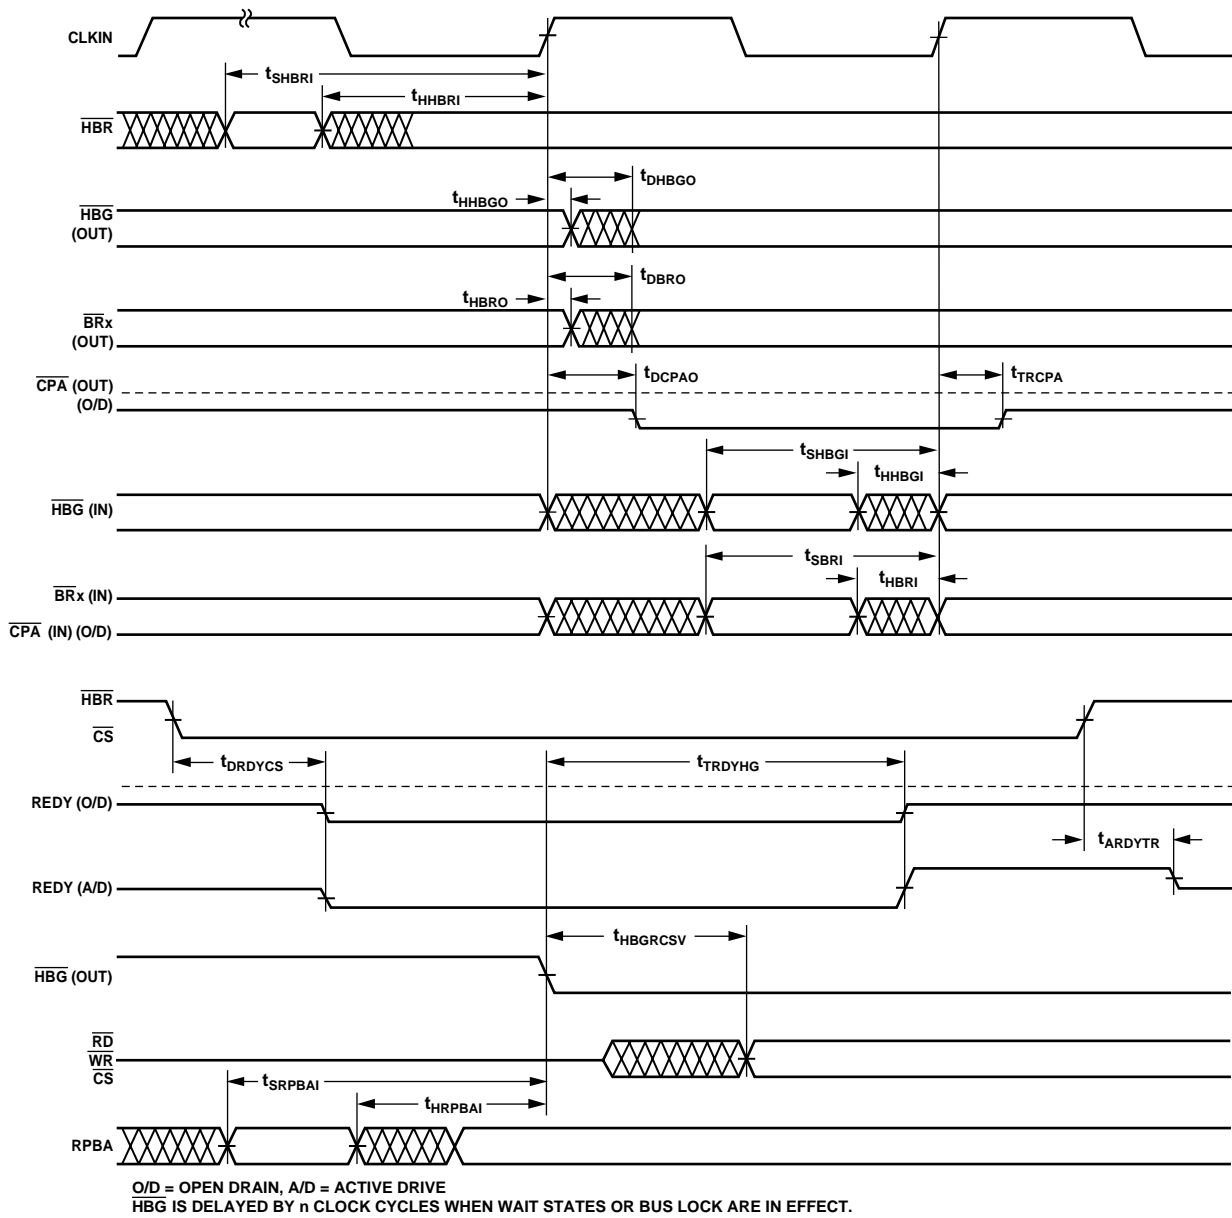 CLKIN
tSHBRI
tHHBRI
HBR
tDHBGO
tHHBGO
HBG
(OUT)
tDBRO
tHBRO
BRx
(OUT)
CPA (OUT)
(O/D)
tDCPAO
tTRCPA
tSHBGI
tHHBGI
HBG (IN)
tSBRI
tHBRI
BRx (IN)
CPA (IN) (O/D)
HBR
CS
tDRDYCS
tTRDYHG
REDY (O/D)
tARDYTR
REDY (A/D)
tHBGRCSV
HBG (OUT)
RD
WR
CS
tSRPBAI
tHRPBAI
RPBA
O/D = OPEN DRAIN, A/D = ACTIVE DRIVE
HBG IS DELAYED BY n CLOCK CYCLES WHEN WAIT STATES OR BUS LOCK ARE IN EFFECT.